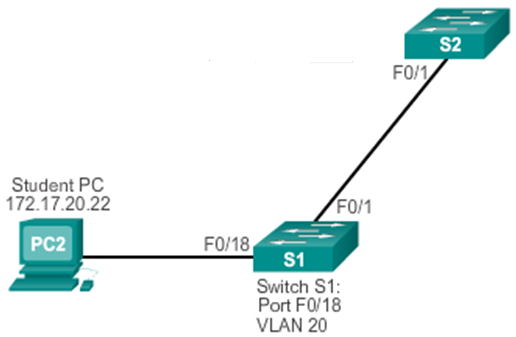 S2
F0/1
Student PC
172.17.20.22
PC2
F0/18
F0/1
S1
Switch S1:
Port F0/18
VLAN 20